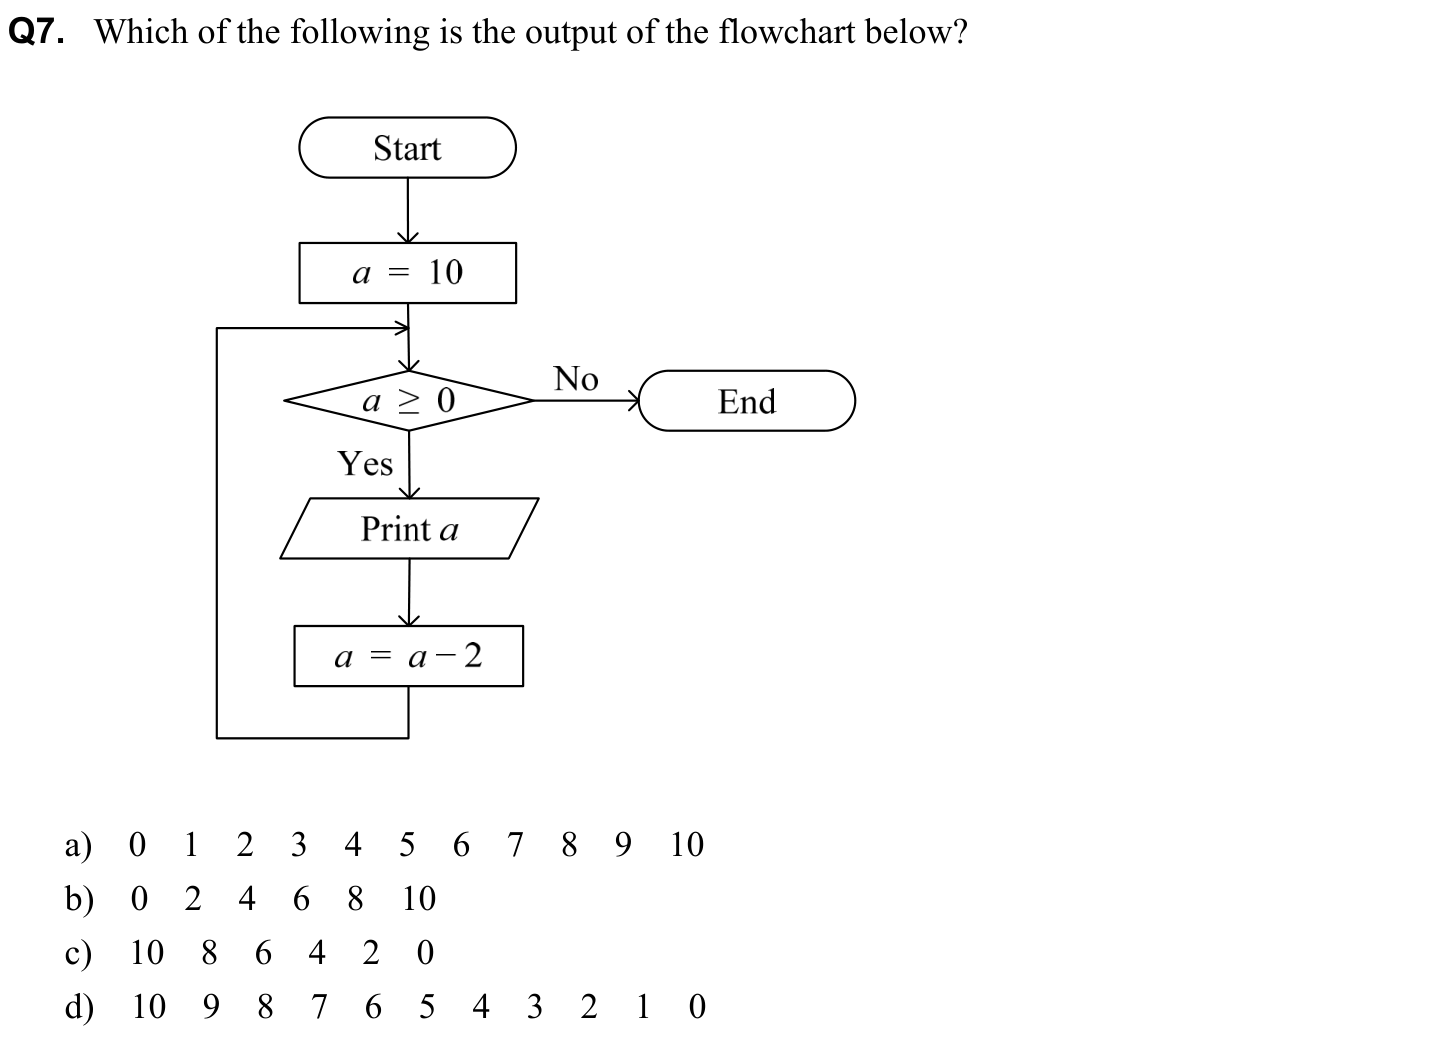 Q7. Which of the following is the output of the flowchart below?
Start
a = 10
a ≥ 0
No
End
Yes
Print a
a = a − 2
a) 0 1 2 3 4 5 6 7 8 9 10
b) 0 2 4 6 8 10
c) 10 8 6 4 2 0
d) 10 9 8 7 6 5 4 3 2 1 0